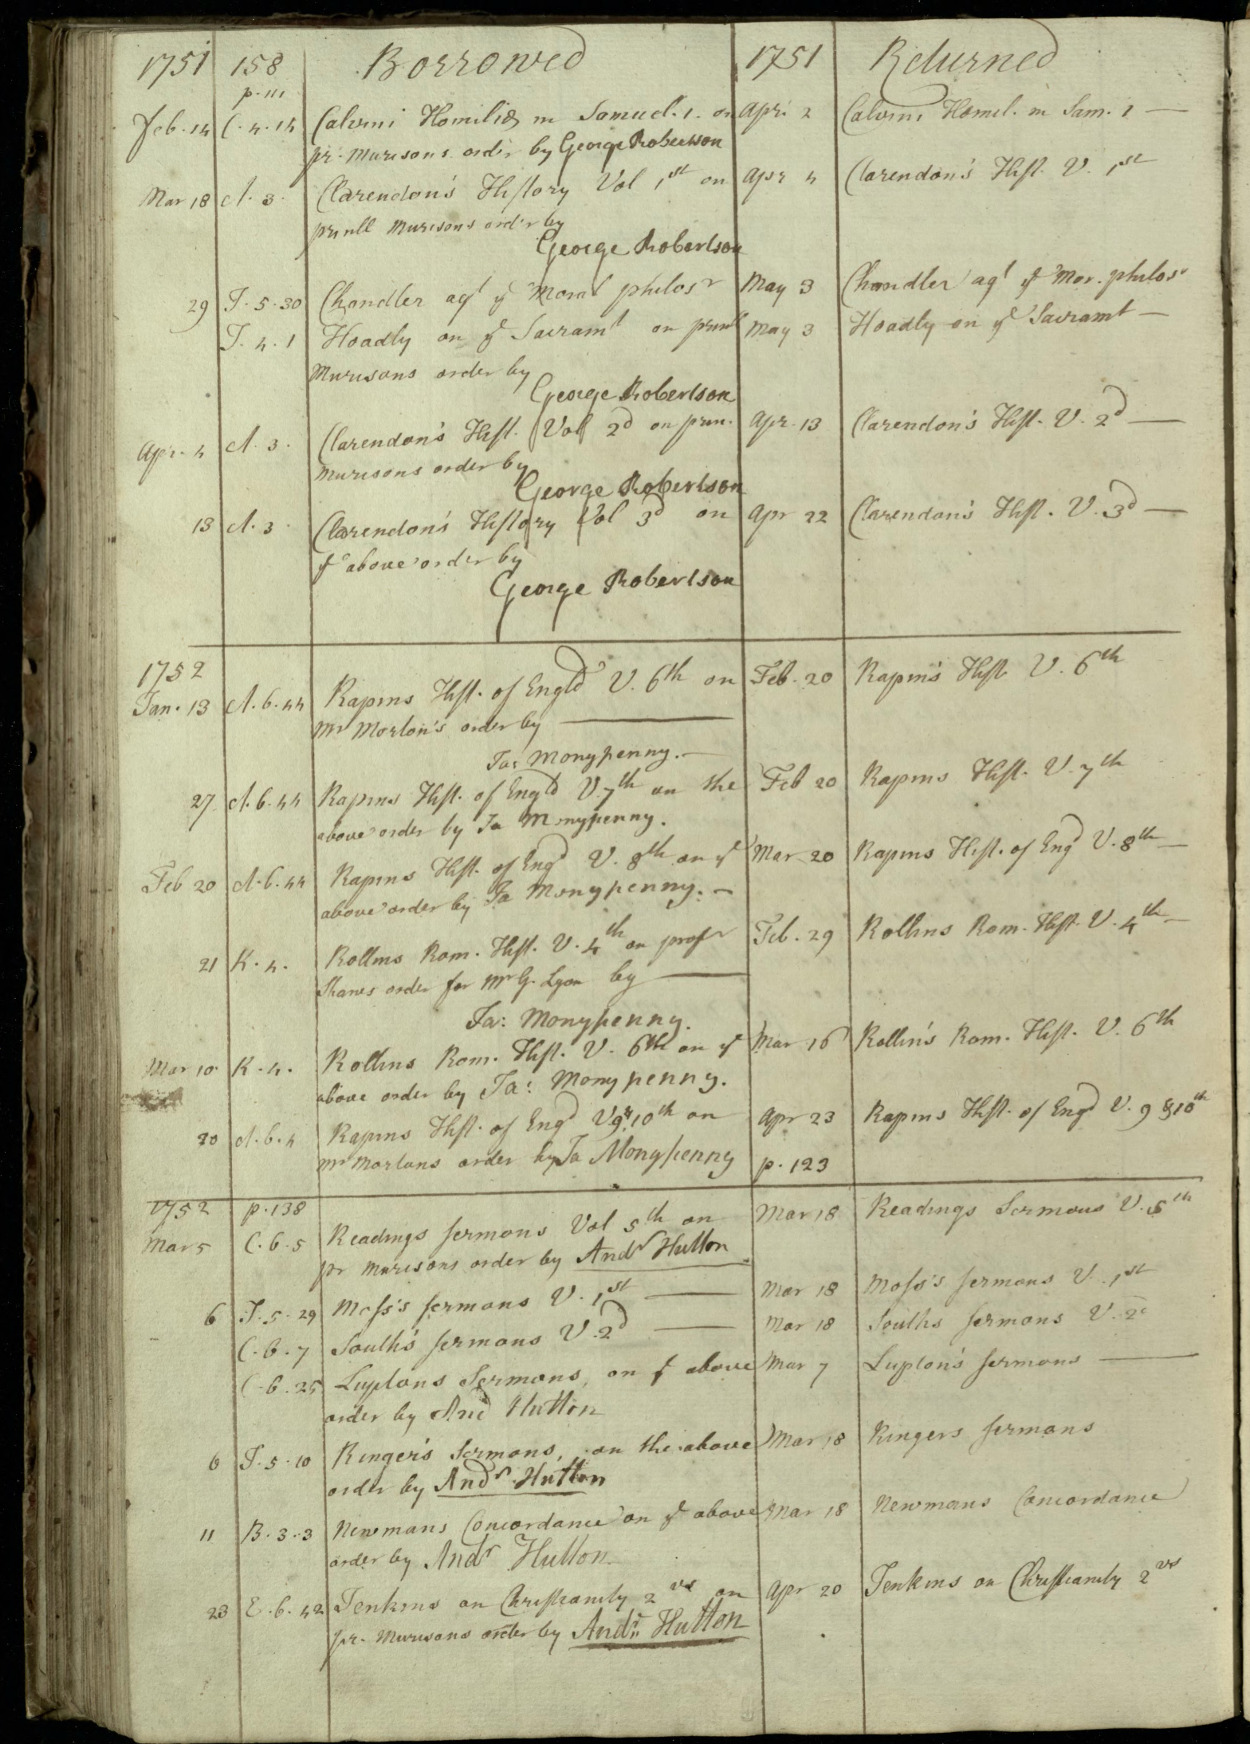 1751 158 Borrowed 1751 Returned
p. 111
Feb. 14 C. 4. 14 Calvini Homiliæ in Samuel. 1. on Apr. 2 Calvini Homil. in Sam. 1 —
pr. Murisons order by George Robertson
Mar 18 A. 3. Clarendon's History Vol 1st on Apr 4 Clarendon's Hist. V. 1st
prinll Murisons order by
George Robertson
29 I. 5. 30 Chandler agt ye Moral philosr May 3 Chandler agt ye Mor. philosr
I. 4. 1 Hoadly on ye Sacramt on prinll May 3 Hoadly on ye Sacramt —
Murisons order by
George Robertson
Apr. 4 A. 3. Clarendon's Hist. Vol 2d on prin. Apr. 13 Clarendon's Hist. V. 2d —
Murisons order by
George Robertson
13 A. 3 Clarendon's History Vol 3d on Apr 22 Clarendon's Hist. V. 3d —
ye above order by
George Robertson
1752
Jan. 13 A. 6. 44 Rapins Hist. of Engld V. 6th on Feb. 20 Rapin's Hist V. 6th
Mr Morton's order by —
Ja: Monypenny. —
27 A. 6. 44 Rapins Hist. of Engld V. 7th on the Feb 20 Rapins Hist. V. 7th
above order by Ja Monypenny.
Feb 20 A. 6. 44 Rapins Hist. of Engd V. 8th on ye Mar. 20 Rapins Hist. of Engd V. 8th —
above order by Ja Monypenny. —
21 K. 4. Rollins Rom. Hist. V. 4th on profr Feb. 29 Rollins Rom. Hist. V. 4th —
Shaws order for Mr G. Lyon by —
Ja: Monypenny.
Mar 10 K. 4. Rollins Rom. Hist. V. 6th on ye Mar 16 Rollin's Rom. Hist. V. 6th
above order by Ja: Monypenny.
20 A. 6. 4 Rapins Hist. of Engd V. 9 & 10th on Apr 23 Rapins Hist. of Engd V. 9 & 10th
Mr Mortons order by Ja Monypenny p. 123
1752 p. 138
Mar 5 C. 6. 5 Readings Sermons Vol 5th on Mar 18 Readings Sermons V. 5th
pr Murisons order by Andr Hutton
6 I. 5. 29 Moss's Sermons V. 1st — Mar 18 Moss's Sermons V. 1st
C. 6. 7 South's Sermons V. 2d — Mar 18 Souths Sermons V. 2d
C. 6. 25 Luptons Sermons, on ye above Mar 7 Lupton's Sermons —
order by And Hutton
6 I. 5. 10 Ringer's Sermons, on the above Mar 18 Ringers Sermons
order by Andr. Hutton
11 B. 3. 3 Newmans Concordance on ye above Mar 18 Newmans Concordance
order by Andr Hutton
23 E. 6. 42 Jenkins on Christianity 2 vs on Apr 20 Jenkins on Christianity 2 vs
pr. Murisons order by Andr. Hutton